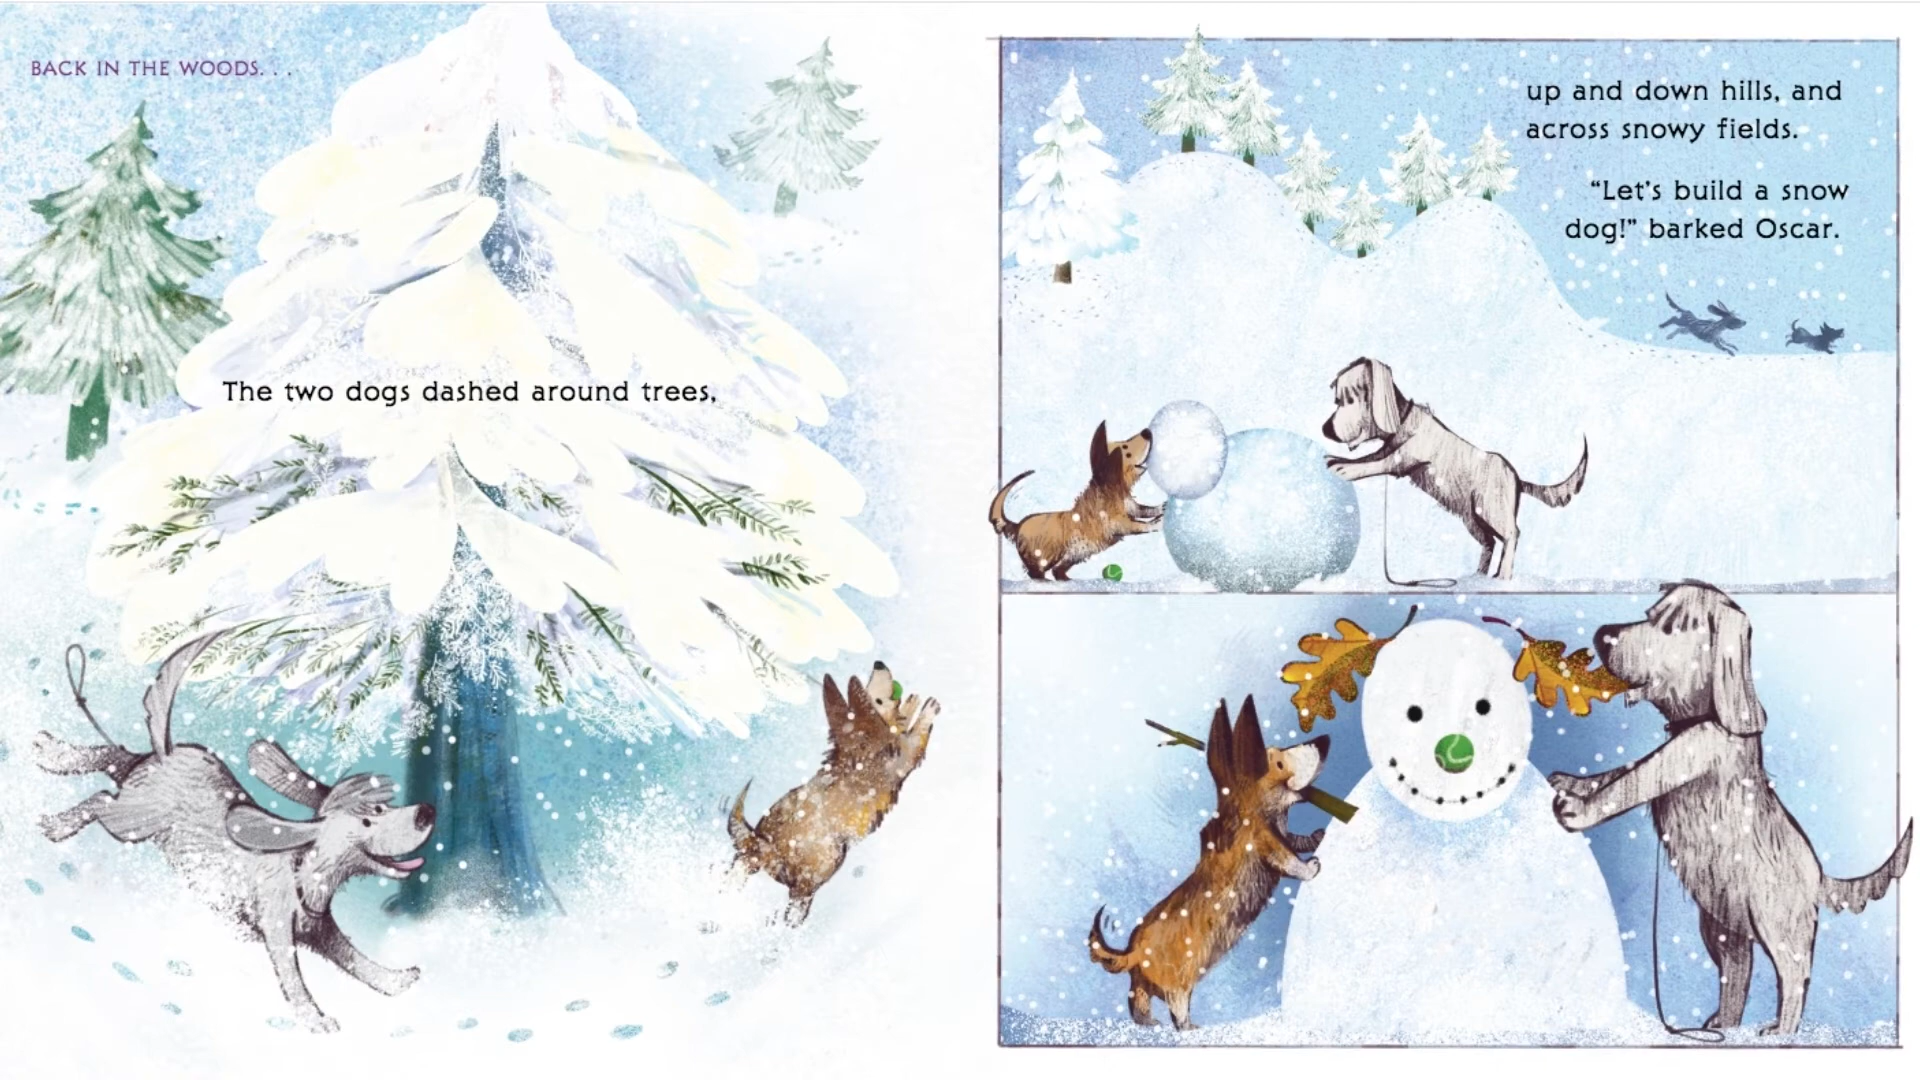 BACK IN THE WOODS. . .
The two dogs dashed around trees,
up and down hills, and
across snowy fields.
“Let’s build a snow
dog!” barked Oscar.